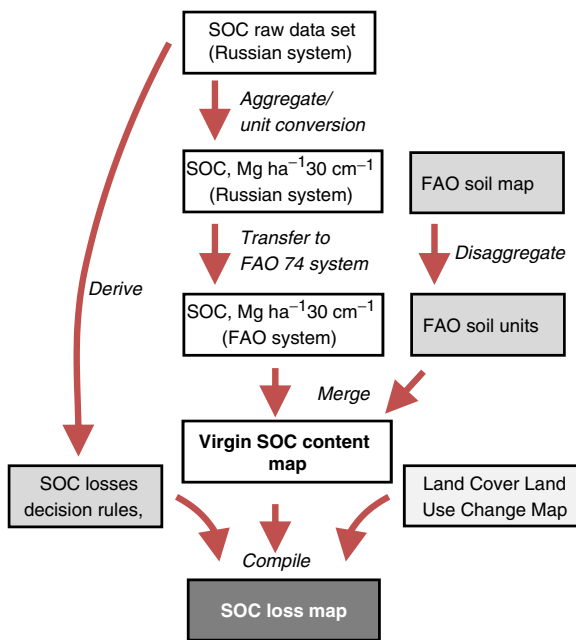 SOC raw data set
(Russian system)
Aggregate/
unit conversion
SOC, Mg ha⁻¹30 cm⁻¹
(Russian system)
FAO soil map
Transfer to
FAO 74 system
Disaggregate
Derive
SOC, Mg ha⁻¹30 cm⁻¹
(FAO system)
FAO soil units
Merge
Virgin SOC content
map
SOC losses
decision rules,
Land Cover Land
Use Change Map
Compile
SOC loss map